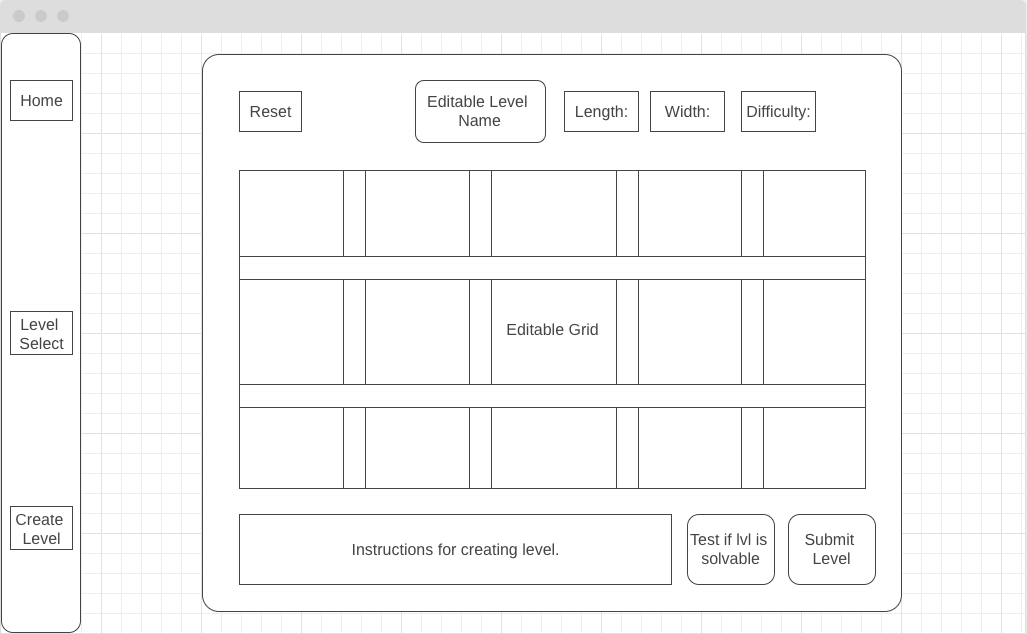 Home
Level
Select
Create
Level
Reset
Editable Level
Name
Length:
Width:
Difficulty:
Editable Grid
Instructions for creating level.
Test if lvl is
solvable
Submit
Level